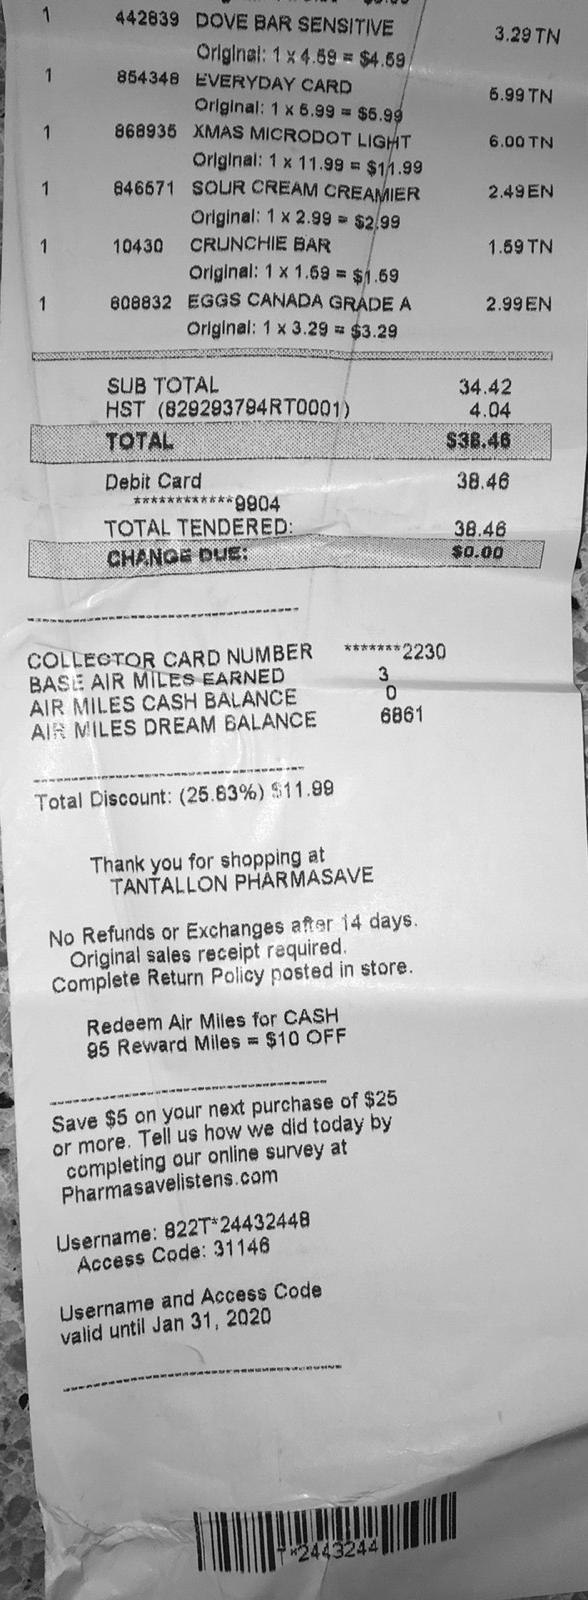 1 442839 DOVE BAR SENSITIVE 3.29 TN
Original: 1 x 4.59 = $4.59
1 854348 EVERYDAY CARD 5.99 TN
Original: 1 x 5.99 = $5.99
1 868935 XMAS MICRODOT LIGHT 6.00 TN
Original: 1 x 11.99 = $11.99
1 846571 SOUR CREAM CREAMIER 2.49 EN
Original: 1 x 2.99 = $2.99
1 10430 CRUNCHIE BAR 1.59 TN
Original: 1 x 1.59 = $1.59
1 808832 EGGS CANADA GRADE A 2.99 EN
Original: 1 x 3.29 = $3.29
SUB TOTAL 34.42
HST (829293794RT0001) 4.04
TOTAL $38.46
Debit Card 38.46
************9904
TOTAL TENDERED: 38.46
CHANGE DUE: $0.00
COLLECTOR CARD NUMBER *******2230
BASE AIR MILES EARNED 3
AIR MILES CASH BALANCE 0
AIR MILES DREAM BALANCE 6861
Total Discount: (25.83%) $11.99
Thank you for shopping at
TANTALLON PHARMASAVE
No Refunds or Exchanges after 14 days.
Original sales receipt required.
Complete Return Policy posted in store.
Redeem Air Miles for CASH
95 Reward Miles = $10 OFF
Save $5 on your next purchase of $25
or more. Tell us how we did today by
completing our online survey at
Pharmasavelistens.com
Username: 822T*24432448
Access Code: 31146
Username and Access Code
valid until Jan 31, 2020
T*2443244